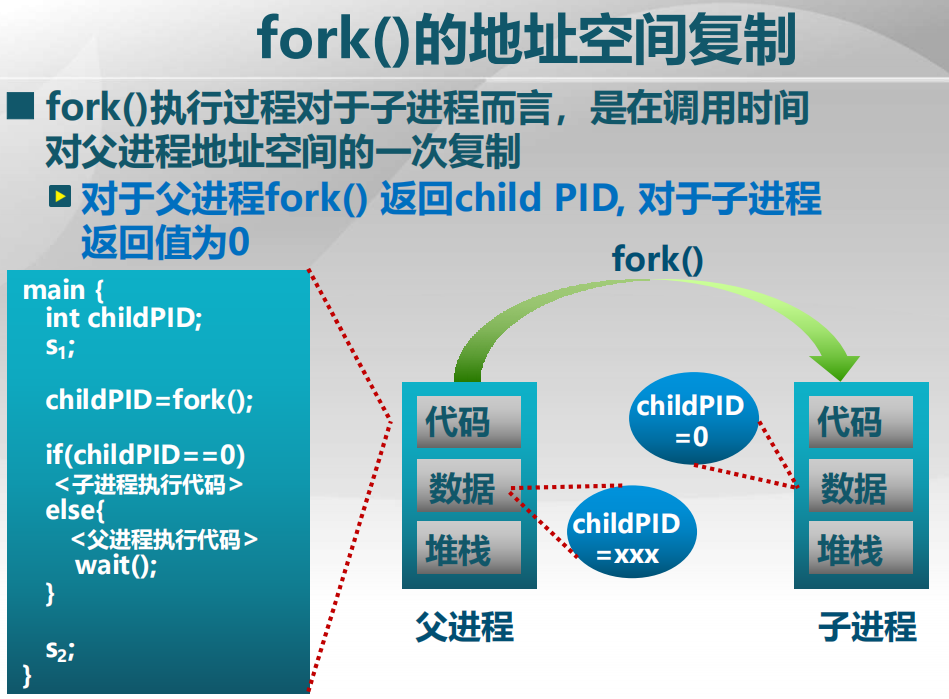 fork()的地址空间复制
fork()执行过程对于子进程而言，是在调用时间
对父进程地址空间的一次复制
对于父进程fork() 返回child PID, 对于子进程
返回值为0
fork()
main {
int childPID;
s₁;
childPID=fork();
if(childPID==0)
<子进程执行代码>
else{
<父进程执行代码>
wait();
}
s₂;
}
代码
数据
堆栈
父进程
childPID
=0
childPID
=xxx
代码
数据
堆栈
子进程